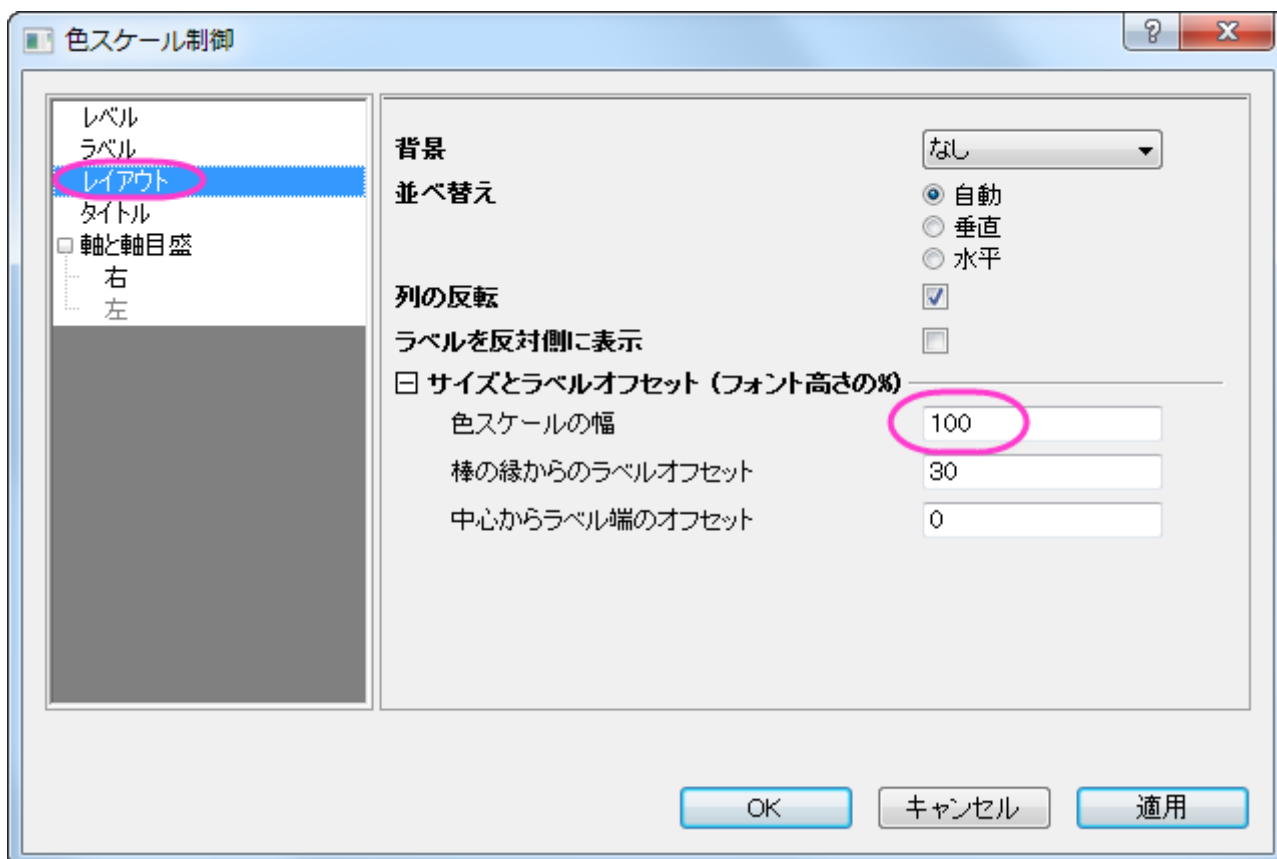 色スケール制御
レベル
ラベル
レイアウト
タイトル
軸と軸目盛
右
左
背景
なし
並べ替え
自動
垂直
水平
列の反転
ラベルを反対側に表示
サイズとラベルオフセット（フォント高さの%）
色スケールの幅
100
棒の縁からのラベルオフセット
30
中心からラベル端のオフセット
0
OK
キャンセル
適用